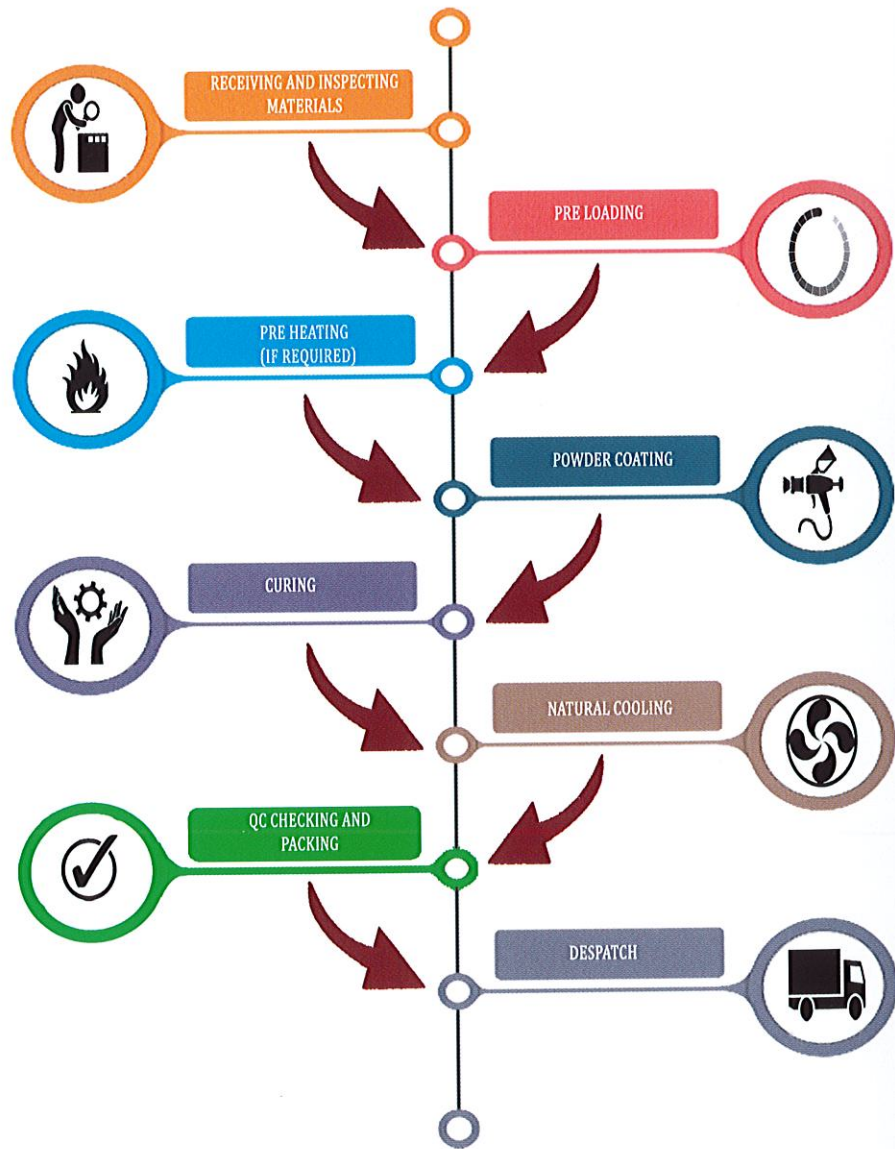 RECEIVING AND INSPECTING
MATERIALS
PRE LOADING
PRE HEATING
(IF REQUIRED)
POWDER COATING
CURING
NATURAL COOLING
QC CHECKING AND
PACKING
DESPATCH